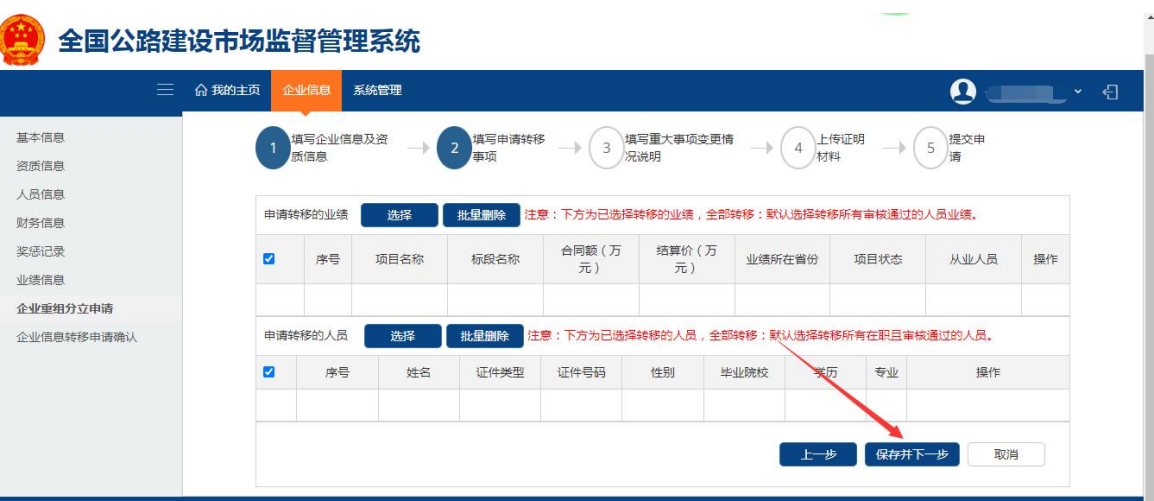 全国公路建设市场监督管理系统
我的主页 企业信息 系统管理
基本信息
资质信息
人员信息
财务信息
奖惩记录
业绩信息
企业重组分立申请
企业信息转移申请确认
1 填写企业信息及资
质信息
2 填写申请转移
事项
3 填写重大事项变更情
况说明
4 上传证明
材料
5 提交申
请
申请转移的业绩 选择 批量删除 注意：下方为已选择转移的业绩，全部转移：默认选择转移所有审核通过的人员业绩。
序号 项目名称 标段名称 合同额（万
元） 结算价（万
元） 业绩所在省份 项目状态 从业人员 操作
申请转移的人员 选择 批量删除 注意：下方为已选择转移的人员，全部转移：默认选择转移所有在职且审核通过的人员。
序号 姓名 证件类型 证件号码 性别 毕业院校 学历 专业 操作
上一步 保存并下一步 取消